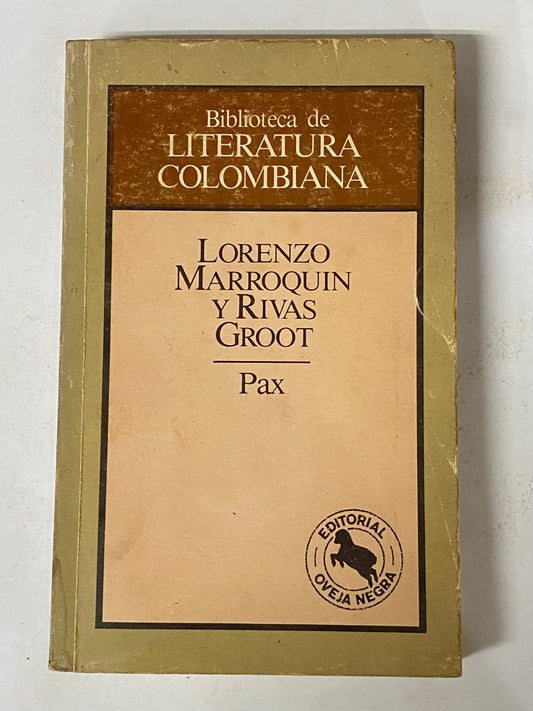 Biblioteca de
LITERATURA
COLOMBIANA
LORENZO
MARROQUIN
Y RIVAS
GROOT
Pax
EDITORIAL
OVEJA NEGRA